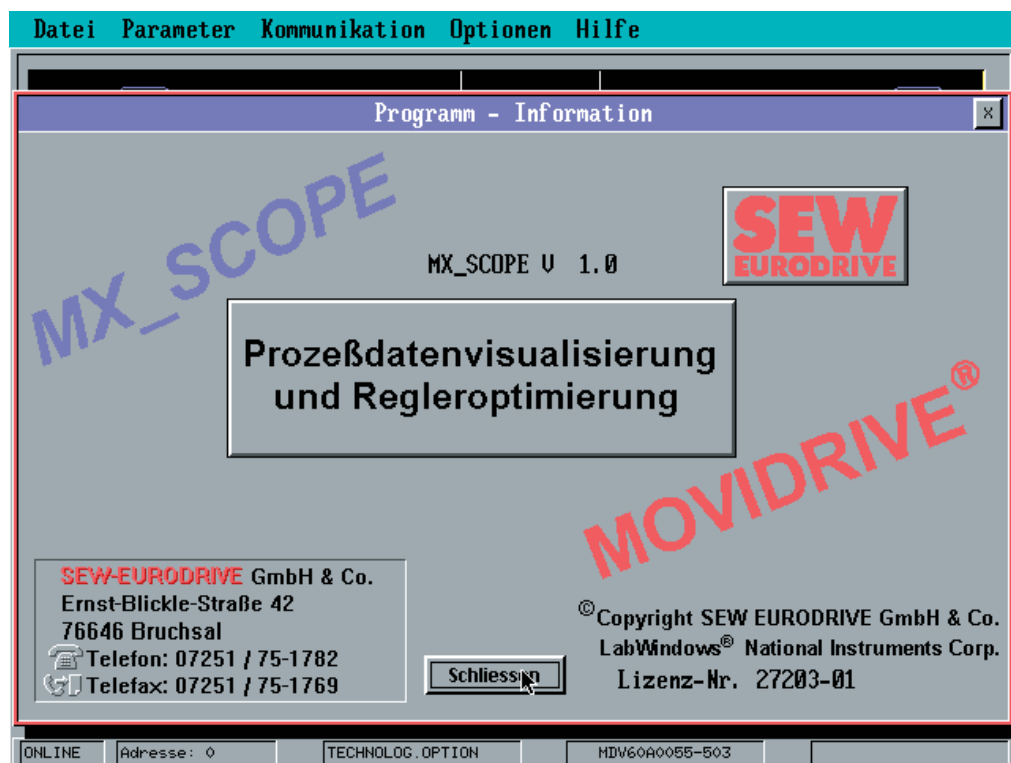 Datei Parameter Kommunikation Optionen Hilfe
Programm - Information
x
MX_SCOPE
MX_SCOPE V 1.0
SEW
EURODRIVE
Prozeßdatenvisualisierung
und Regleroptimierung
MOVIDRIVE®
SEW-EURODRIVE GmbH & Co.
Ernst-Blickle-Straße 42
76646 Bruchsal
Telefon: 07251 / 75-1782
Telefax: 07251 / 75-1769
Schliessen
©Copyright SEW EURODRIVE GmbH & Co.
LabWindows® National Instruments Corp.
Lizenz-Nr. 27203-01
ONLINE Adresse: 0 TECHNOLOG.OPTION MDV60A0055-503